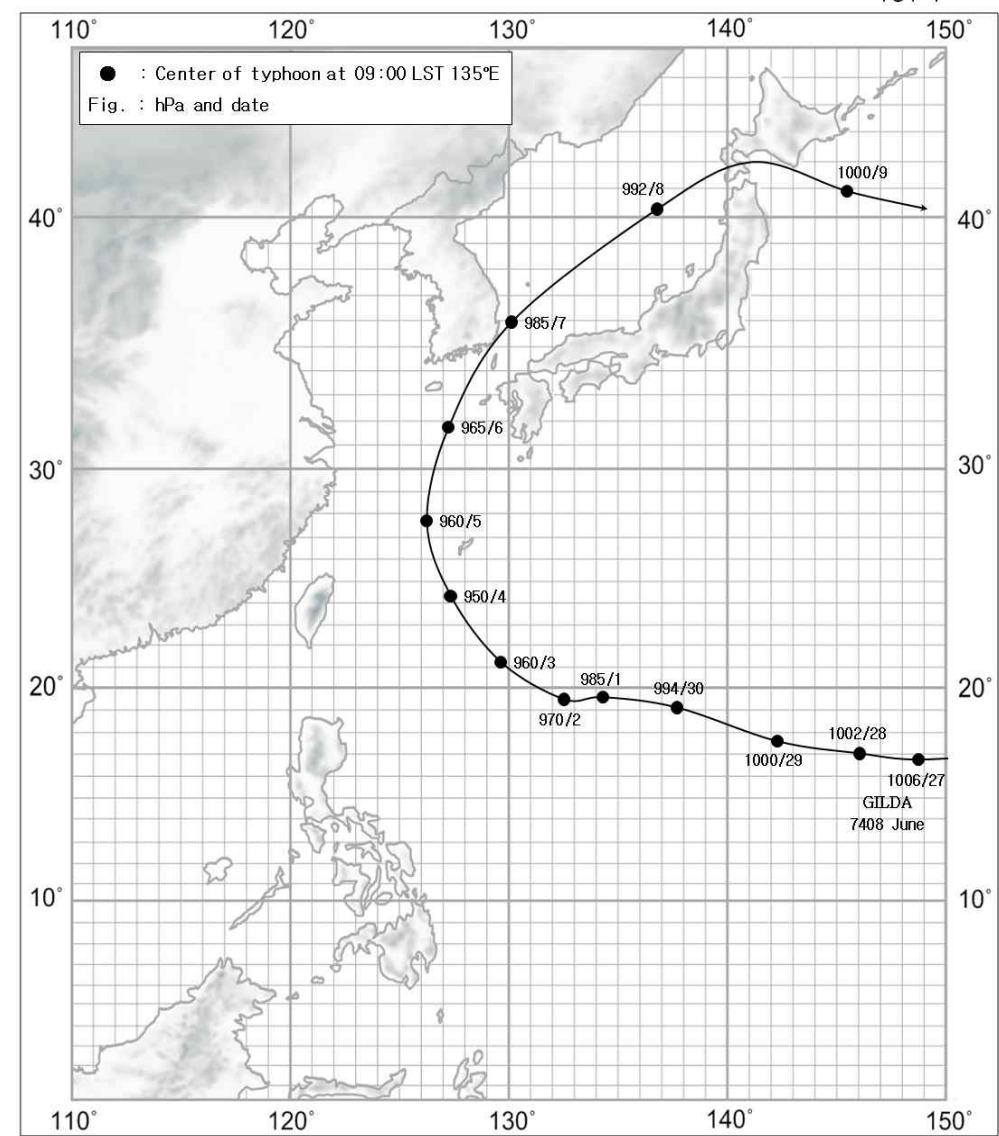 110° 120° 130° 140° 150°
● : Center of typhoon at 09:00 LST 135°E
Fig. : hPa and date
1000/9
992/8
40° 40°
985/7
965/6
30° 30°
960/5
950/4
960/3
985/1
20° 994/30 20°
970/2
1002/28
1000/29
1006/27
GILDA
7408 June
10° 10°
110° 120° 130° 140° 150°